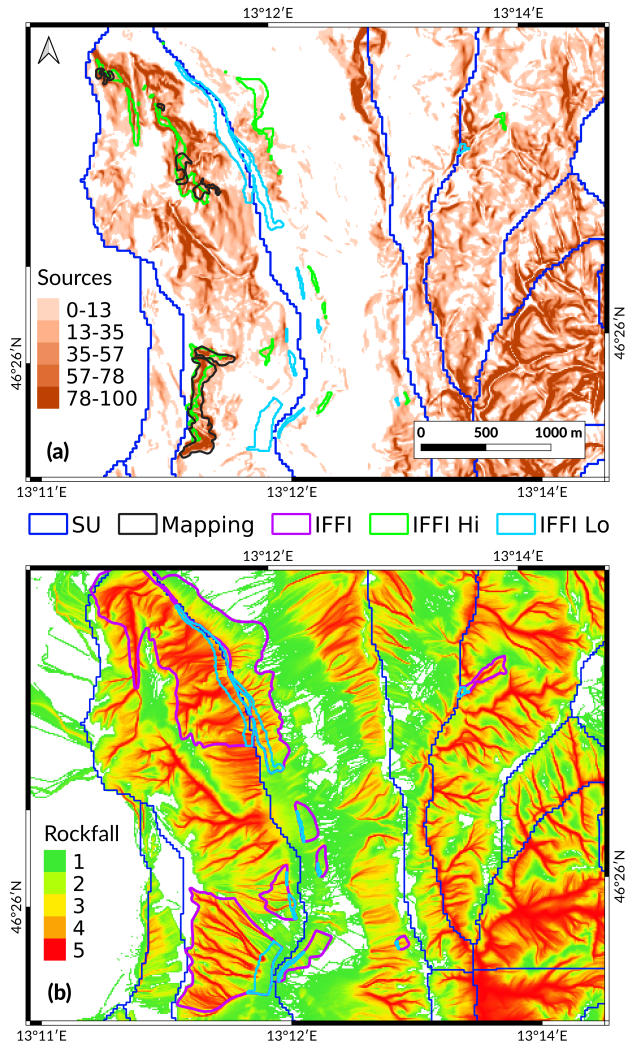 13°12′E 13°14′E
46°26′N 46°26′N
Sources
0-13
13-35
35-57
57-78
78-100
(a)
0 500 1000 m
13°11′E 13°12′E 13°14′E
SU Mapping IFFI IFFI Hi IFFI Lo
13°12′E 13°14′E
46°26′N 46°26′N
Rockfall
1
2
3
4
5
(b)
13°11′E 13°12′E 13°14′E